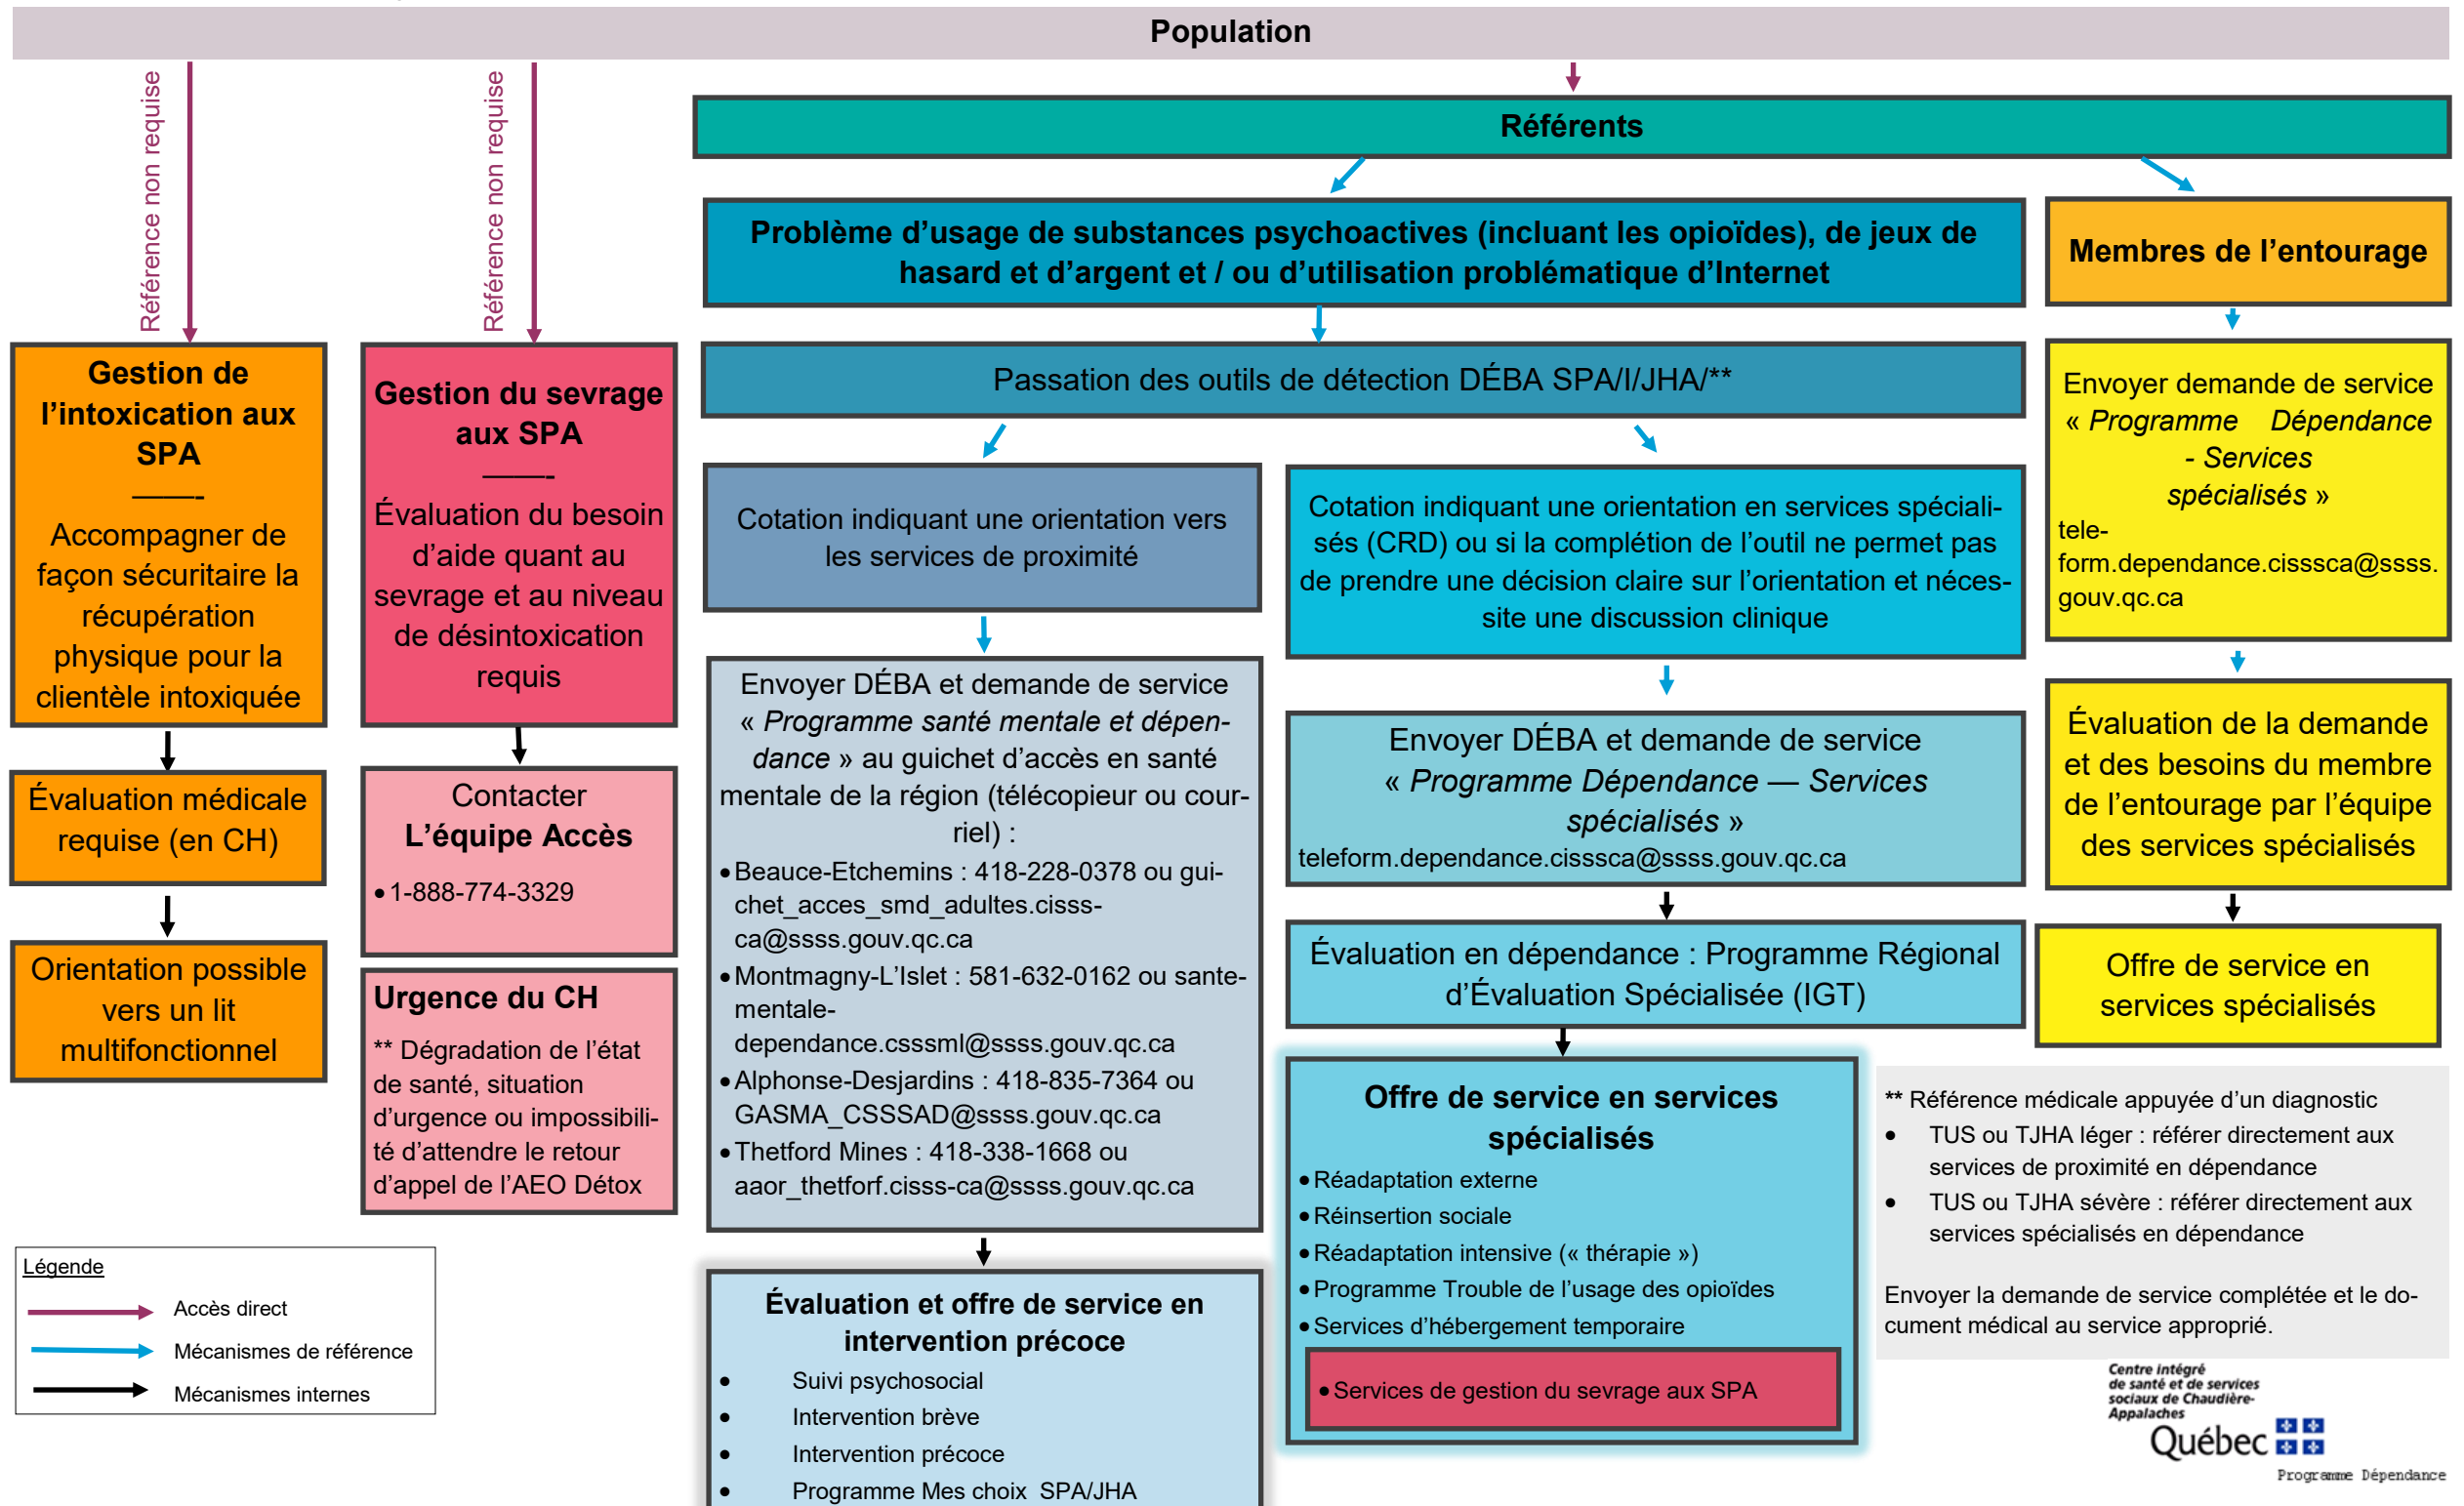 Population
Référence non requise
Référence non requise
Référents
Problème d’usage de substances psychoactives (incluant les opioïdes), de jeux de
hasard et d’argent et / ou d’utilisation problématique d’Internet
Membres de l’entourage
Gestion de
l’intoxication aux
SPA
——-
Accompagner de
façon sécuritaire la
récupération
physique pour la
clientèle intoxiquée
Évaluation médicale
requise (en CH)
Orientation possible
vers un lit
multifonctionnel
Gestion du sevrage
aux SPA
——-
Évaluation du besoin
d’aide quant au
sevrage et au niveau
de désintoxication
requis
Contacter
L’équipe Accès
• 1-888-774-3329
Urgence du CH
** Dégradation de l’état
de santé, situation
d’urgence ou impossibili-
té d’attendre le retour
d’appel de l’AEO Détox
Passation des outils de détection DÉBA SPA/I/JHA/**
Cotation indiquant une orientation vers
les services de proximité
Envoyer DÉBA et demande de service
« Programme santé mentale et dépen-
dance » au guichet d’accès en santé
mentale de la région (télécopieur ou cour-
riel) :
• Beauce-Etchemins : 418-228-0378 ou gui-
chet_acces_smd_adultes.cisss-
ca@ssss.gouv.qc.ca
• Montmagny-L’Islet : 581-632-0162 ou sante-
mentale-
dependance.csssml@ssss.gouv.qc.ca
• Alphonse-Desjardins : 418-835-7364 ou
GASMA_CSSSAD@ssss.gouv.qc.ca
• Thetford Mines : 418-338-1668 ou
aaor_thetforf.cisss-ca@ssss.gouv.qc.ca
Évaluation et offre de service en
intervention précoce
• Suivi psychosocial
• Intervention brève
• Intervention précoce
• Programme Mes choix SPA/JHA
Cotation indiquant une orientation en services spéciali-
sés (CRD) ou si la complétion de l’outil ne permet pas
de prendre une décision claire sur l’orientation et néces-
site une discussion clinique
Envoyer DÉBA et demande de service
« Programme Dépendance — Services
spécialisés »
teleform.dependance.cisssca@ssss.gouv.qc.ca
Évaluation en dépendance : Programme Régional
d’Évaluation Spécialisée (IGT)
Offre de service en services
spécialisés
• Réadaptation externe
• Réinsertion sociale
• Réadaptation intensive (« thérapie »)
• Programme Trouble de l’usage des opioïdes
• Services d’hébergement temporaire
• Services de gestion du sevrage aux SPA
Envoyer demande de service
« Programme Dépendance
- Services
spécialisés »
tele-
form.dependance.cisssca@ssss.
gouv.qc.ca
Évaluation de la demande
et des besoins du membre
de l’entourage par l’équipe
des services spécialisés
Offre de service en
services spécialisés
** Référence médicale appuyée d’un diagnostic
• TUS ou TJHA léger : référer directement aux
services de proximité en dépendance
• TUS ou TJHA sévère : référer directement aux
services spécialisés en dépendance
Envoyer la demande de service complétée et le do-
cument médical au service approprié.
Légende
Accès direct
Mécanismes de référence
Mécanismes internes
Centre intégré
de santé et de services
sociaux de Chaudière-
Appalaches
Québec
Programme Dépendance